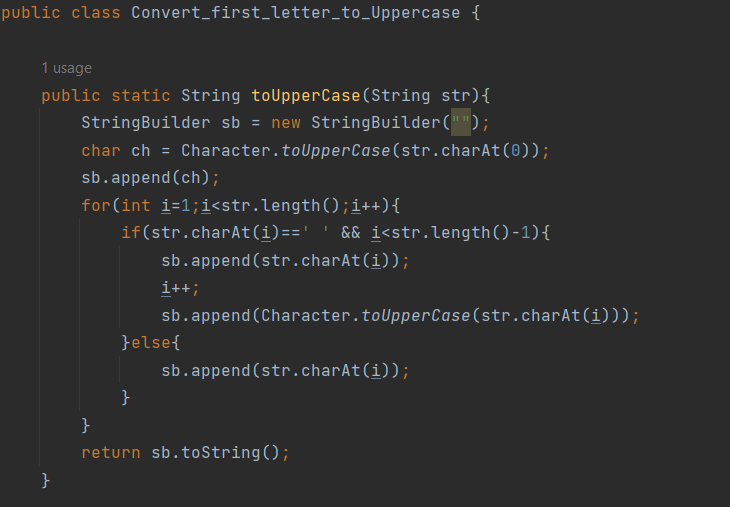 public class Convert_first_letter_to_Uppercase {
1 usage
public static String toUpperCase(String str){
StringBuilder sb = new StringBuilder("");
char ch = Character.toUpperCase(str.charAt(0));
sb.append(ch);
for(int i=1;i<str.length();i++){
if(str.charAt(i)==' ' && i<str.length()-1){
sb.append(str.charAt(i));
i++;
sb.append(Character.toUpperCase(str.charAt(i)));
}else{
sb.append(str.charAt(i));
}
}
return sb.toString();
}